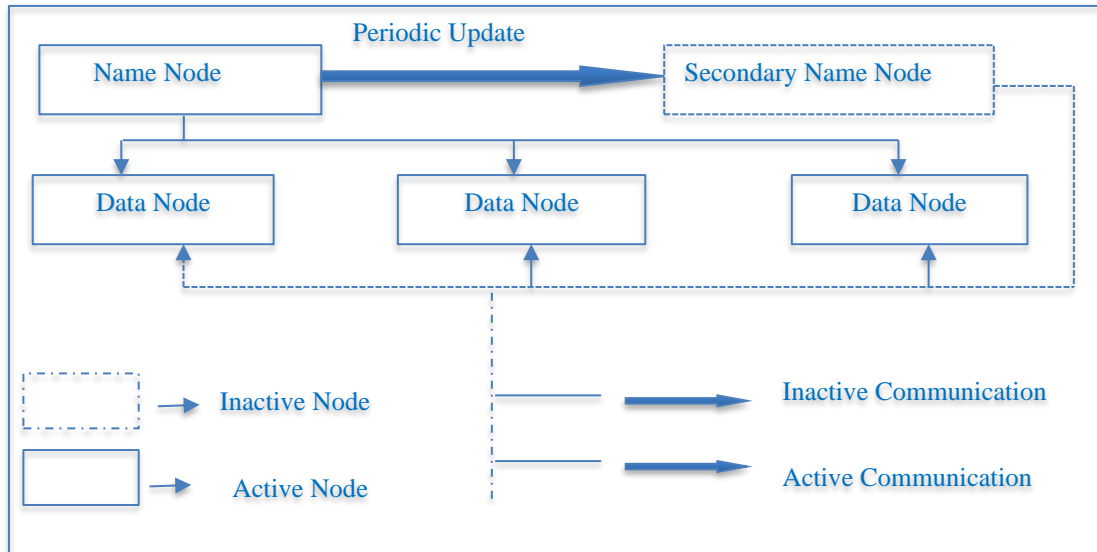 Periodic Update
Name Node
Secondary Name Node
Data Node
Data Node
Data Node
Inactive Node
Inactive Communication
Active Node
Active Communication